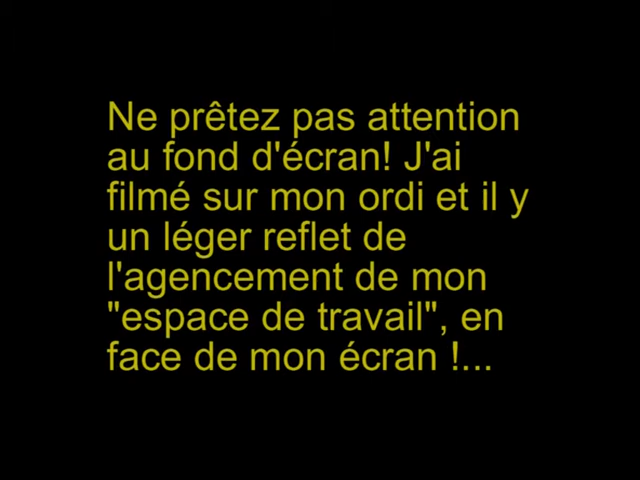 Ne prêtez pas attention
au fond d'écran! J'ai
filmé sur mon ordi et il y
un léger reflet de
l'agencement de mon
"espace de travail", en
face de mon écran !...